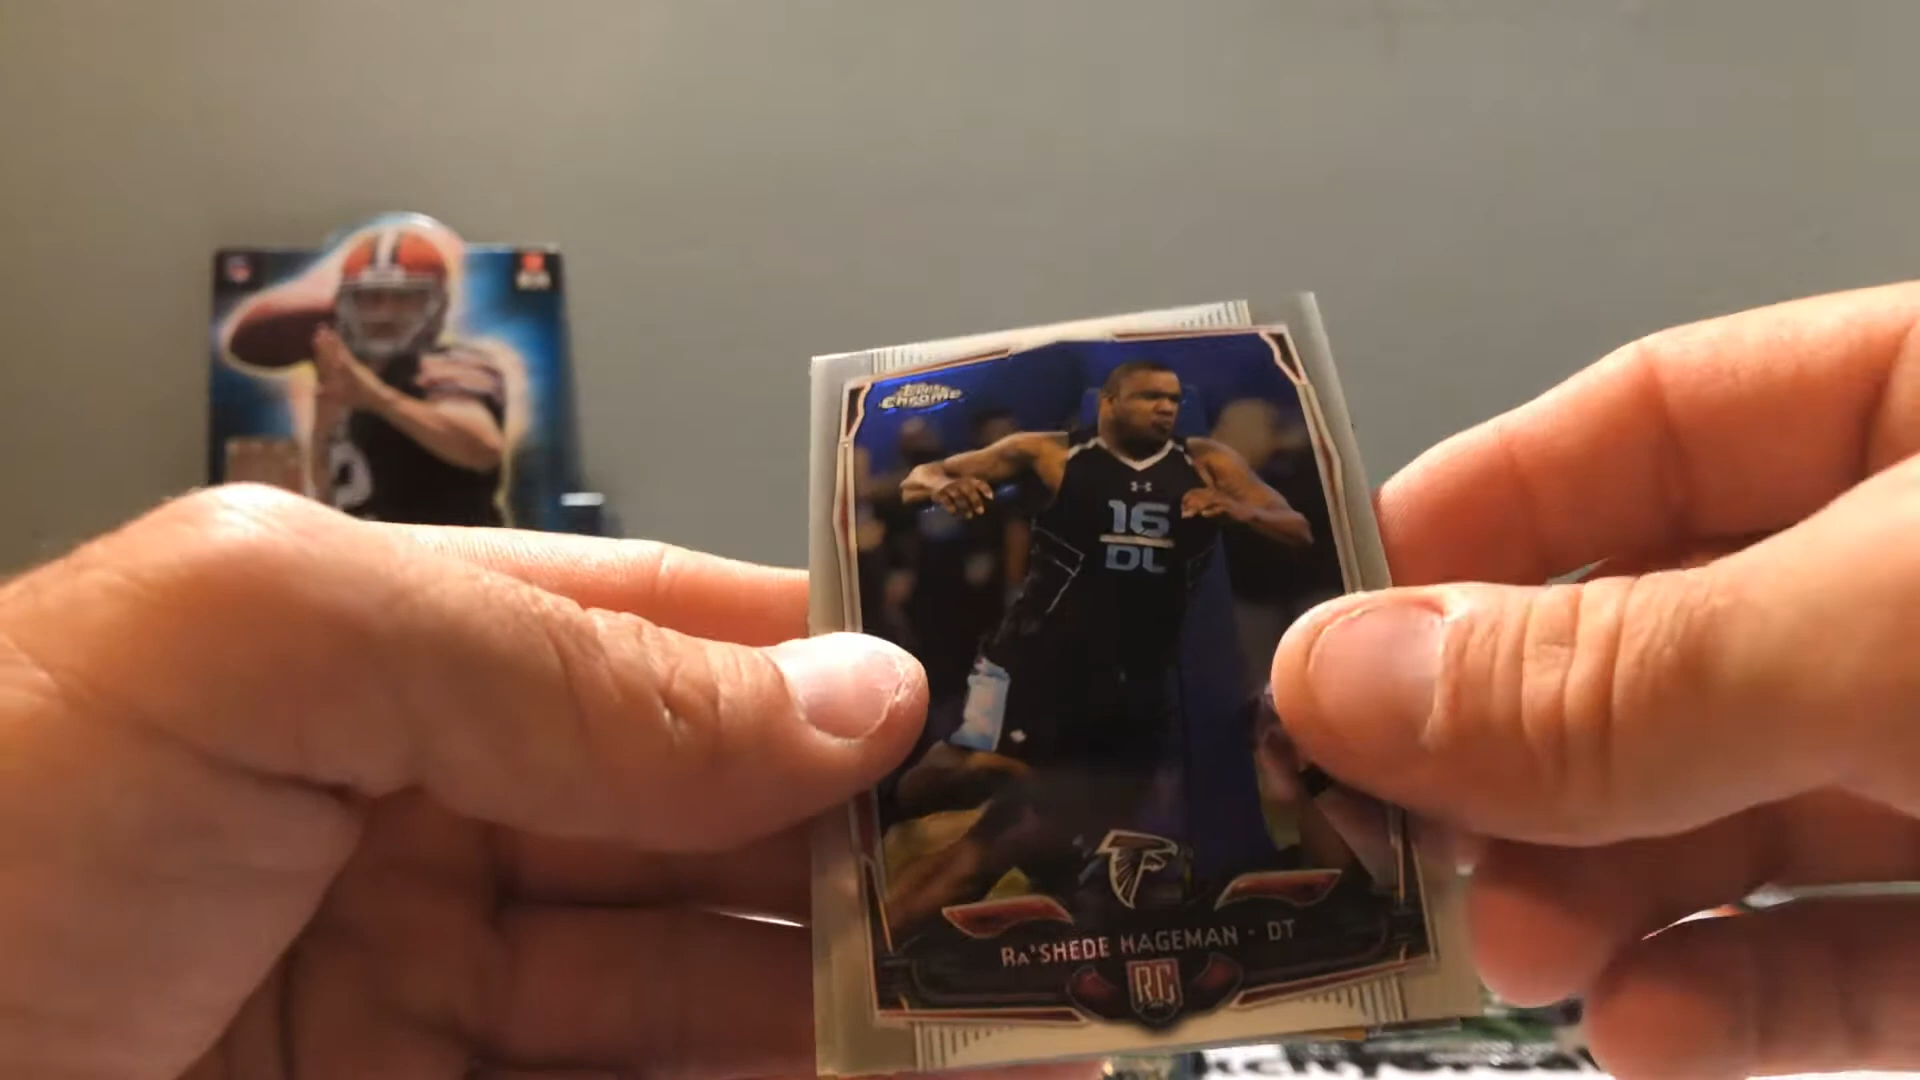 Topps
Chrome
16
DL
RA'SHEDE HAGEMAN · DT
RC